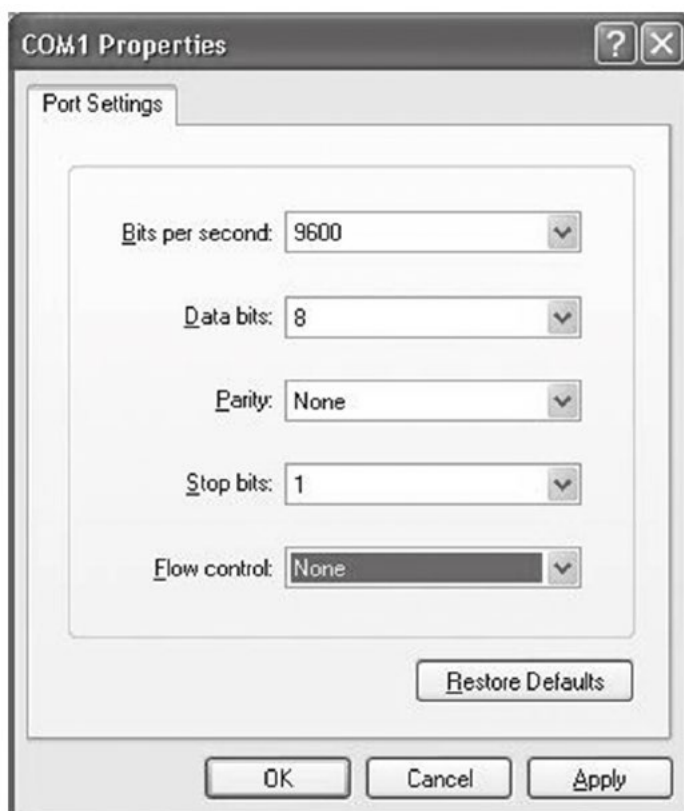 COM1 Properties
Port Settings
Bits per second: 9600
Data bits: 8
Parity: None
Stop bits: 1
Flow control: None
Restore Defaults
OK Cancel Apply